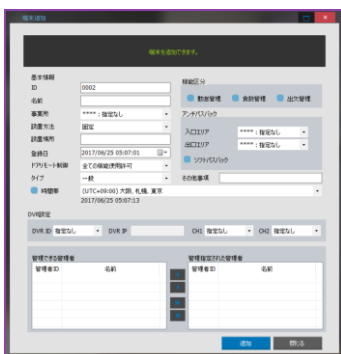 端末追加
端末を追加できます。
基本情報
ID 0002
名前
事業所 **** : 指定なし
設置方法 固定
設置場所
登録日 2017/06/25 05:07:01
ドアリモート制御 全ての機能使用許可
タイプ 一般
時間帯 (UTC+09:00) 大阪, 札幌, 東京
2017/06/25 05:07:13
機能区分
勤怠管理 食数管理 出欠管理
アンチパスバック
入口エリア **** : 指定なし
出口エリア **** : 指定なし
ソフトパスバック
その他事項
DVR設定
DVR ID 指定なし DVR IP CH1 指定なし CH2 指定なし
管理できる管理者
管理者ID 名前
管理指定された管理者
管理者ID 名前
追加 閉じる